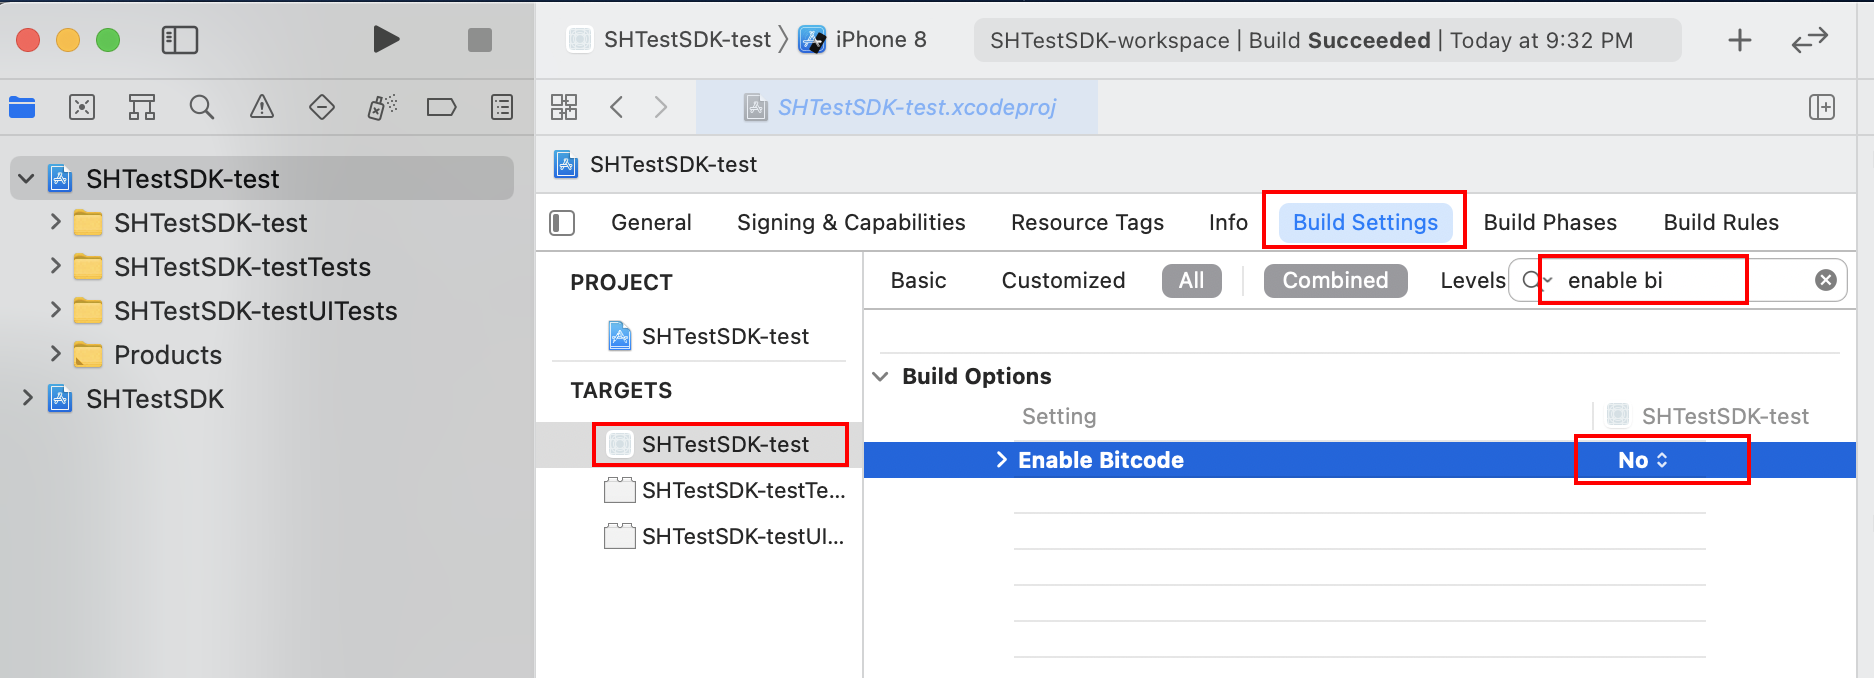 SHTestSDK-test
iPhone 8
SHTestSDK-workspace | Build Succeeded | Today at 9:32 PM
SHTestSDK-test.xcodeproj
SHTestSDK-test
SHTestSDK-test
SHTestSDK-testTests
SHTestSDK-testUITests
Products
SHTestSDK
SHTestSDK-test
General Signing & Capabilities Resource Tags Info Build Settings Build Phases Build Rules
PROJECT
SHTestSDK-test
TARGETS
SHTestSDK-test
SHTestSDK-testTe...
SHTestSDK-testUI...
Basic Customized All Combined Levels enable bi
Build Options
Setting SHTestSDK-test
Enable Bitcode No